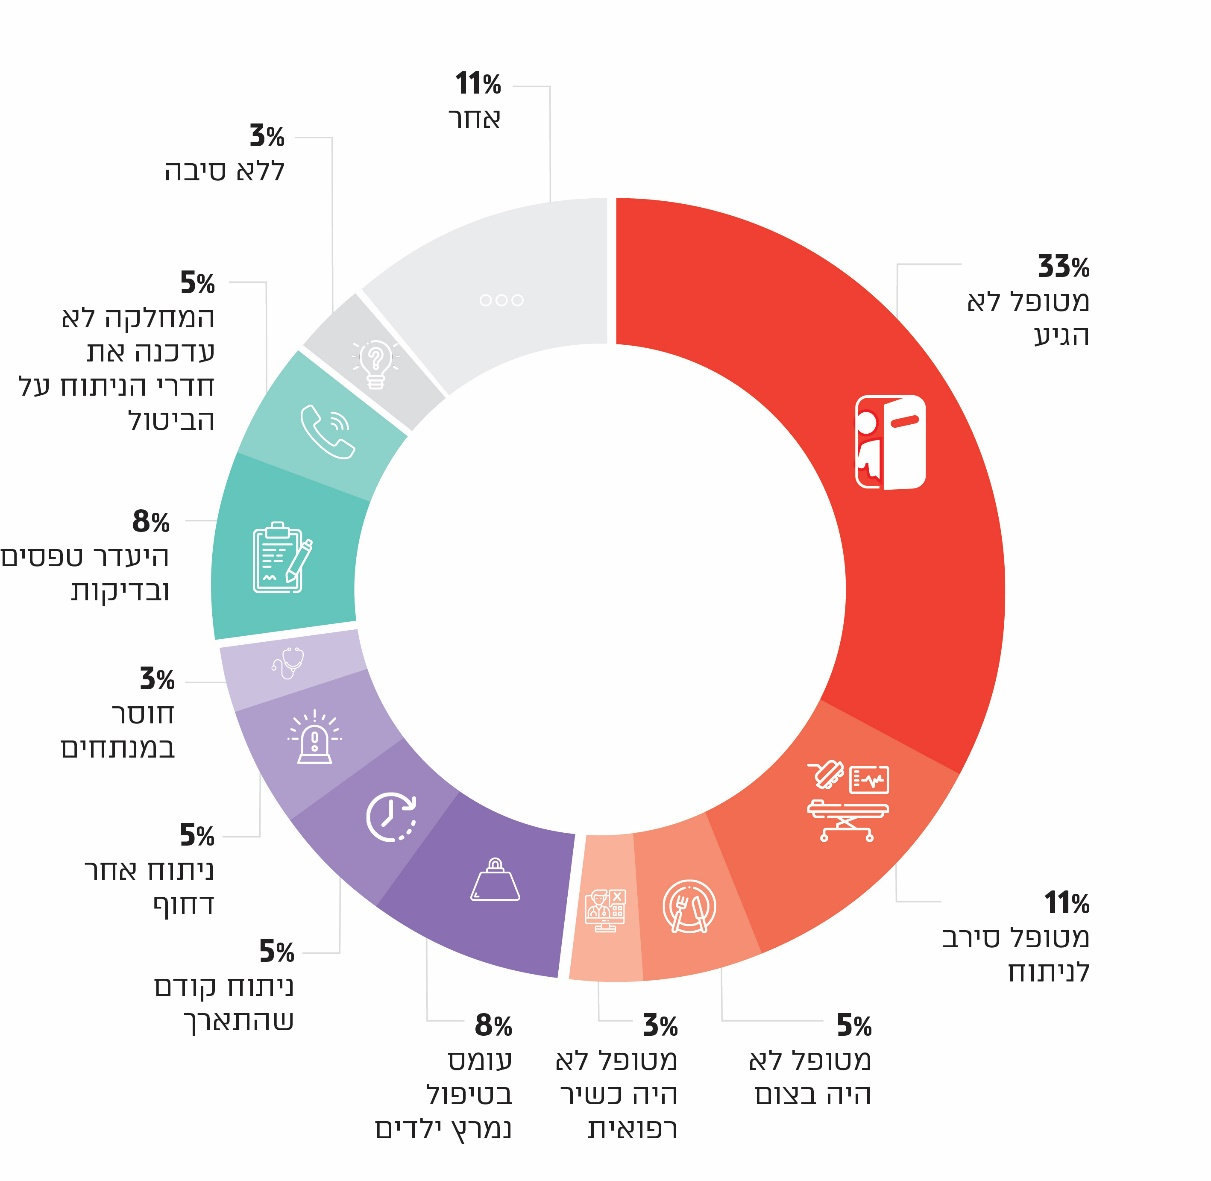 11%
אחר
3%
ללא סיבה
33%
מטופל לא
הגיע
5%
המחלקה לא
עדכנה את
חדרי הניתוח על
הביטול
8%
היעדר טפסים
ובדיקות
3%
חוסר
במנתחים
5%
ניתוח אחר
דחוף
11%
מטופל סירב
לניתוח
5%
ניתוח קודם
שהתארך
5%
מטופל לא
היה בצום
3%
מטופל לא
היה כשיר
רפואית
8%
עומס
בטיפול
נמרץ ילדים